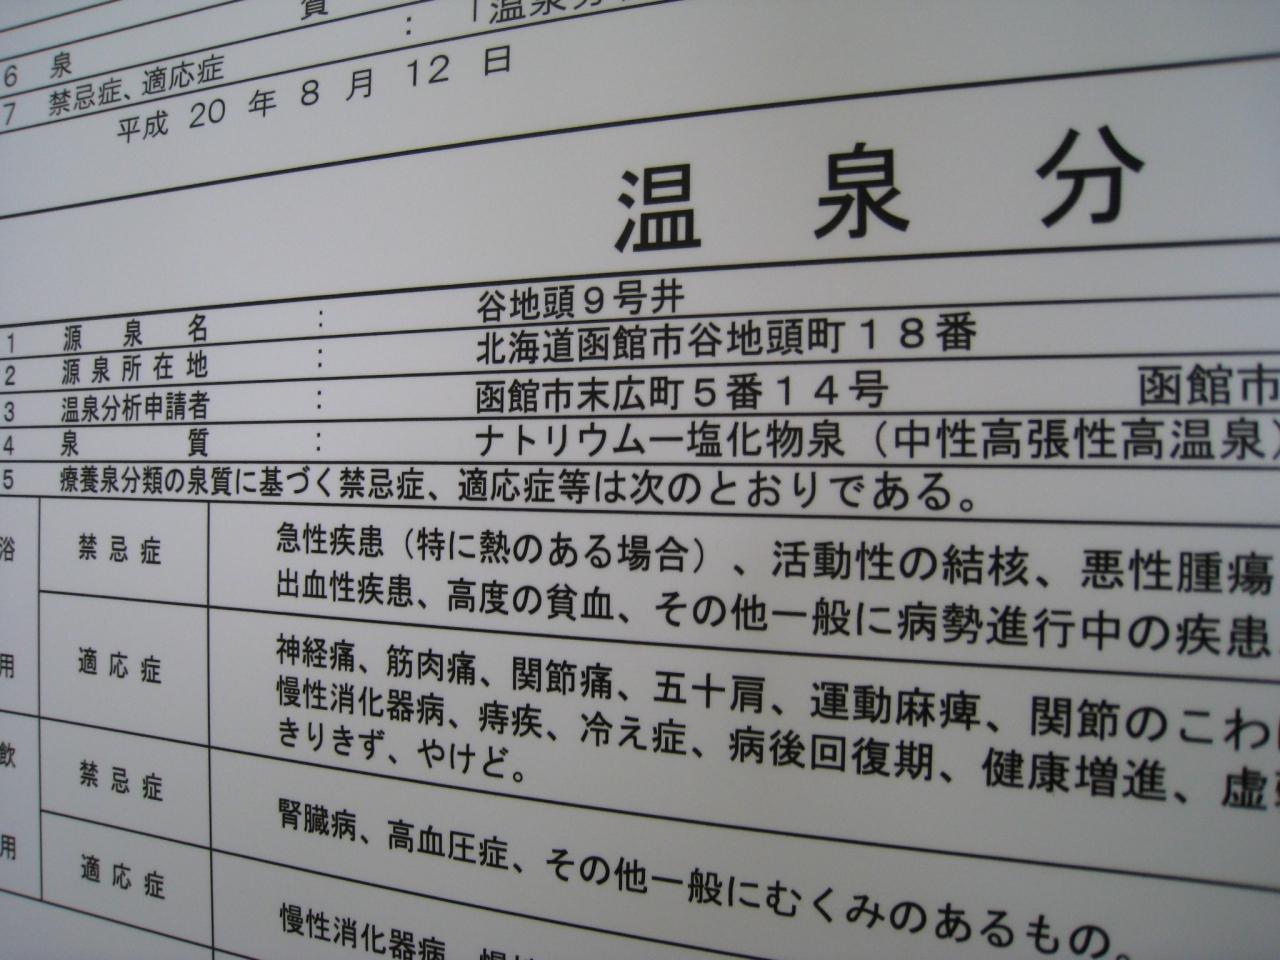 6 泉 質 : 「温泉分
7 禁忌症、適応症
平成 20 年 8 月 12 日
温 泉 分
1 源 泉 名 : 谷地頭9号井
2 源泉所在地 : 北海道函館市谷地頭町18番
3 温泉分析申請者 : 函館市末広町5番14号 函館市
4 泉 質 : ナトリウム―塩化物泉(中性高張性高温泉)
5 療養泉分類の泉質に基づく禁忌症、適応症等は次のとおりである。
浴用
禁忌症 急性疾患(特に熱のある場合)、活動性の結核、悪性腫瘍
出血性疾患、高度の貧血、その他一般に病勢進行中の疾患
適応症 神経痛、筋肉痛、関節痛、五十肩、運動麻痺、関節のこわ
慢性消化器病、痔疾、冷え症、病後回復期、健康増進、虚
きりきず、やけど。
飲用
禁忌症 腎臓病、高血圧症、その他一般にむくみのあるもの。
適応症 慢性消化器病、慢